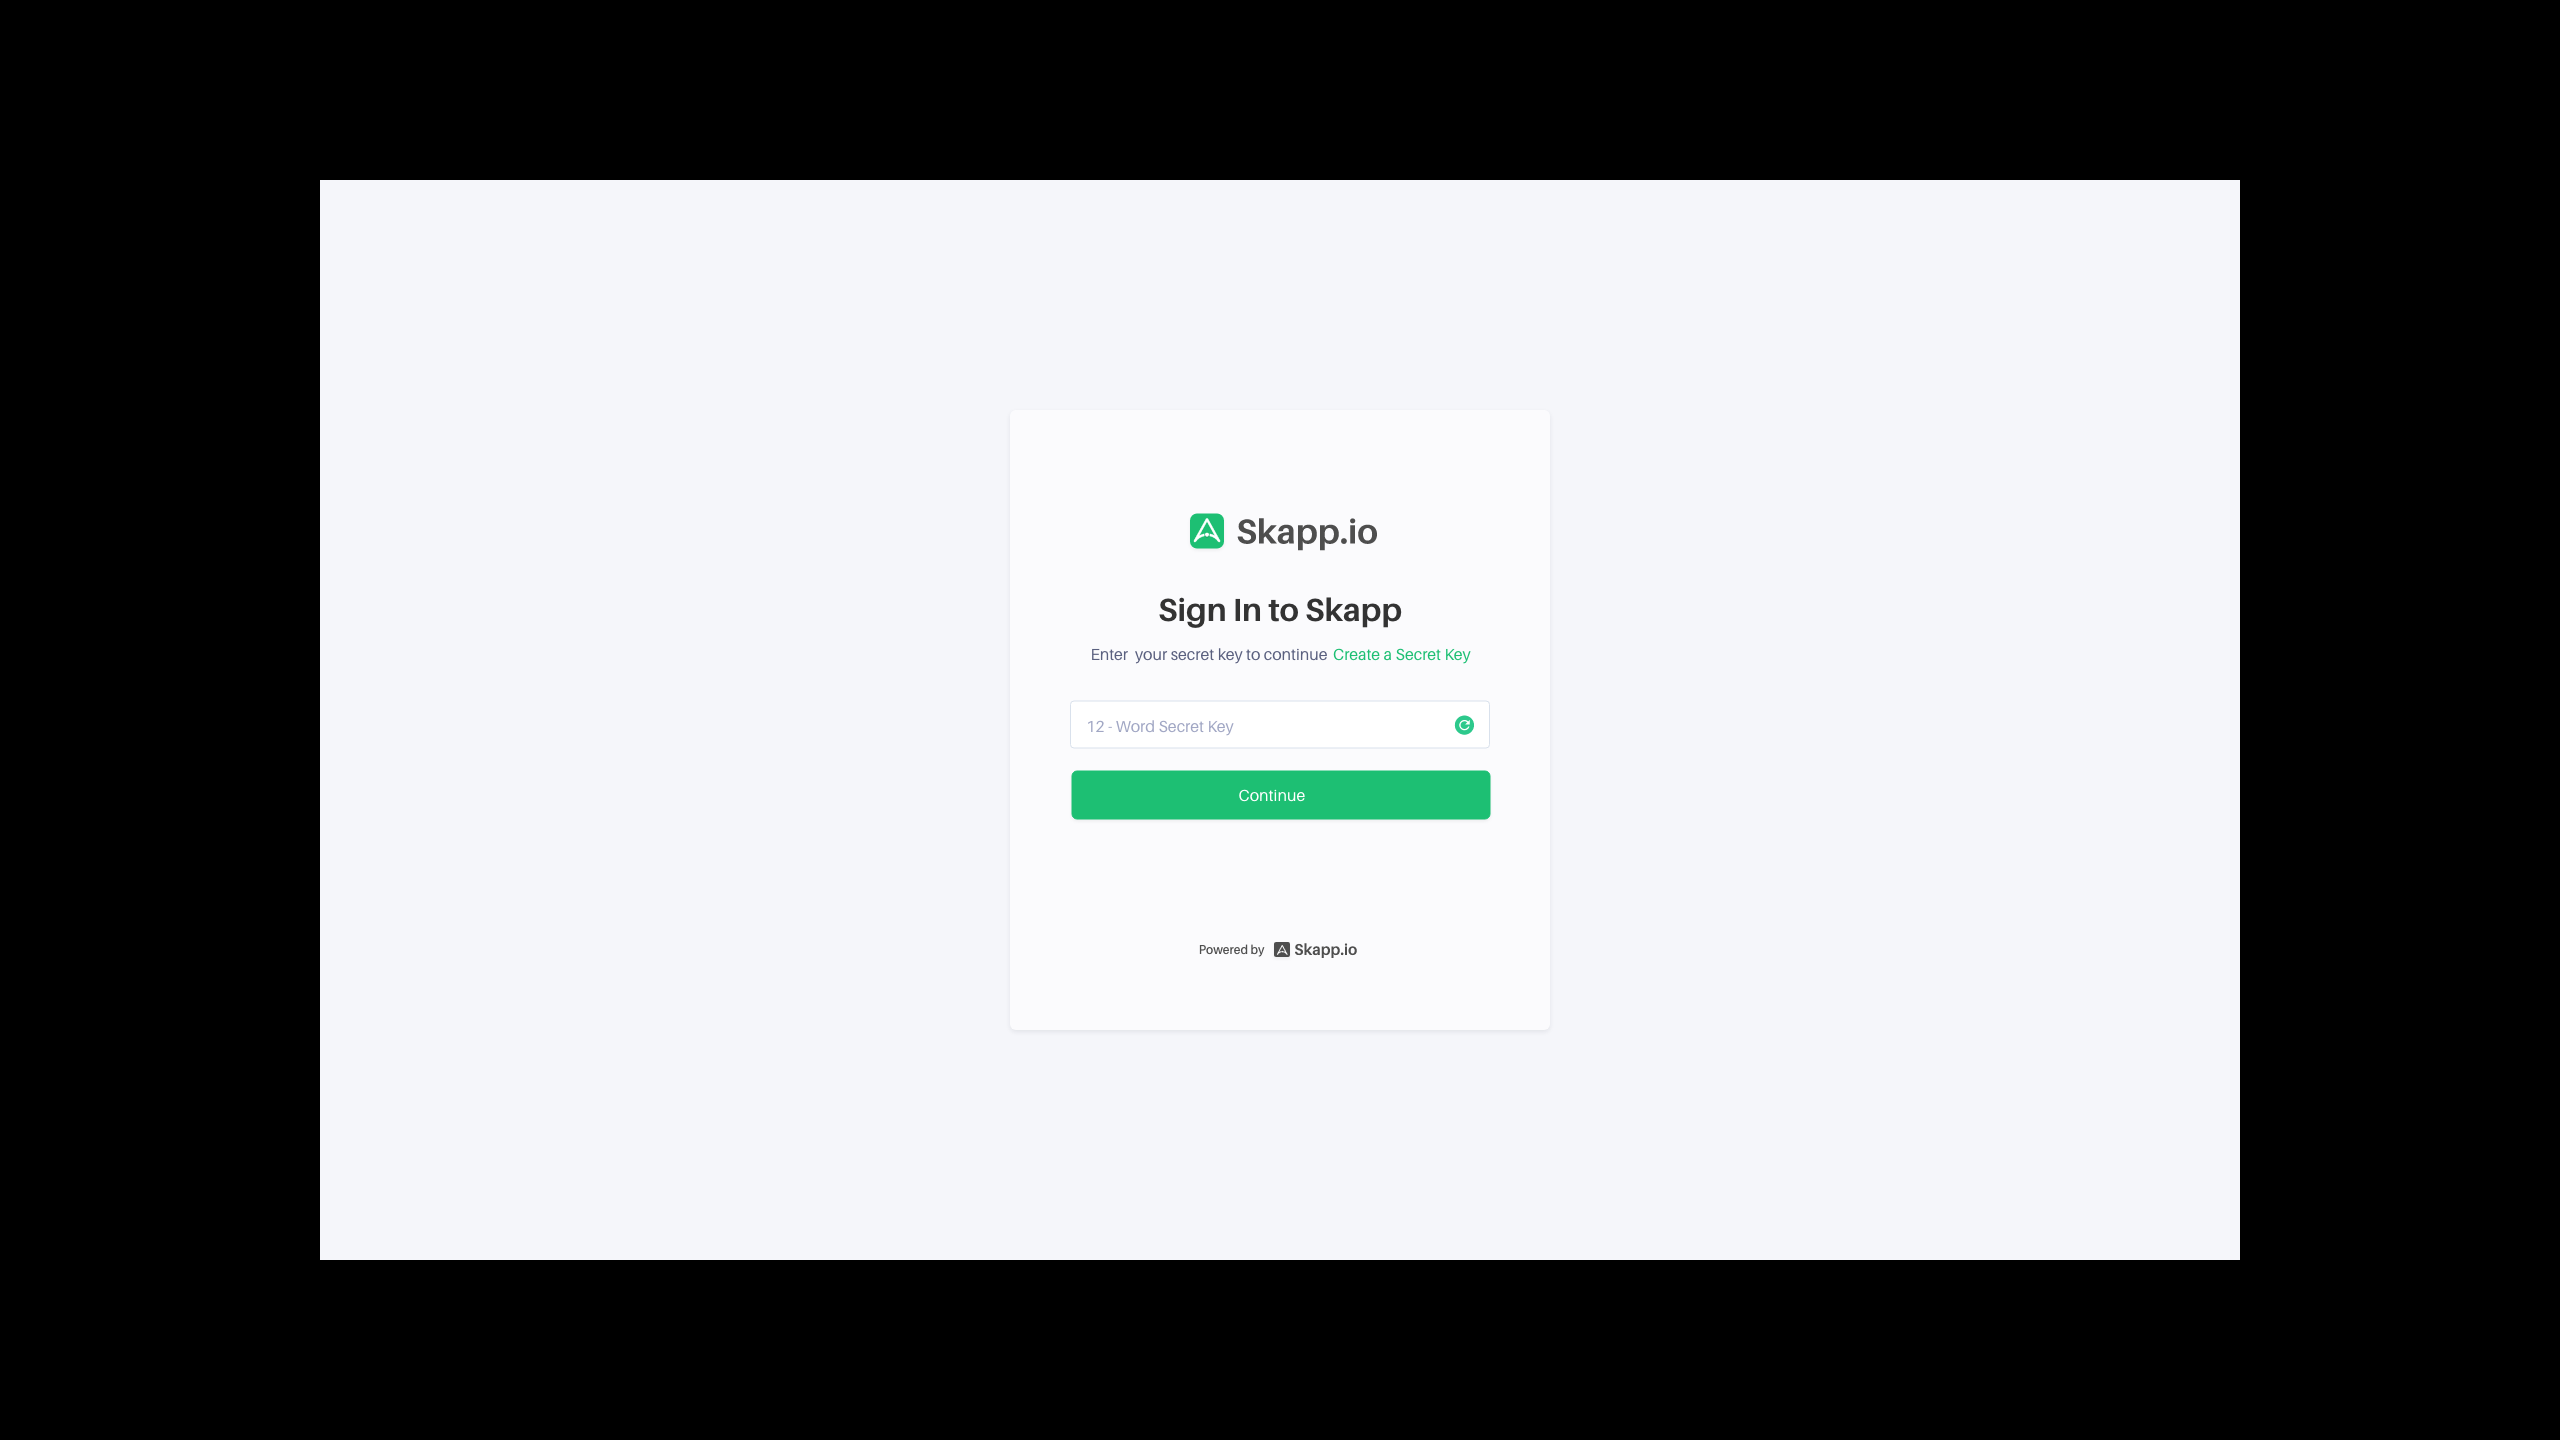 Skapp.io
Sign In to Skapp
Enter your secret key to continue Create a Secret Key
12 - Word Secret Key
Continue
Powered by Skapp.io